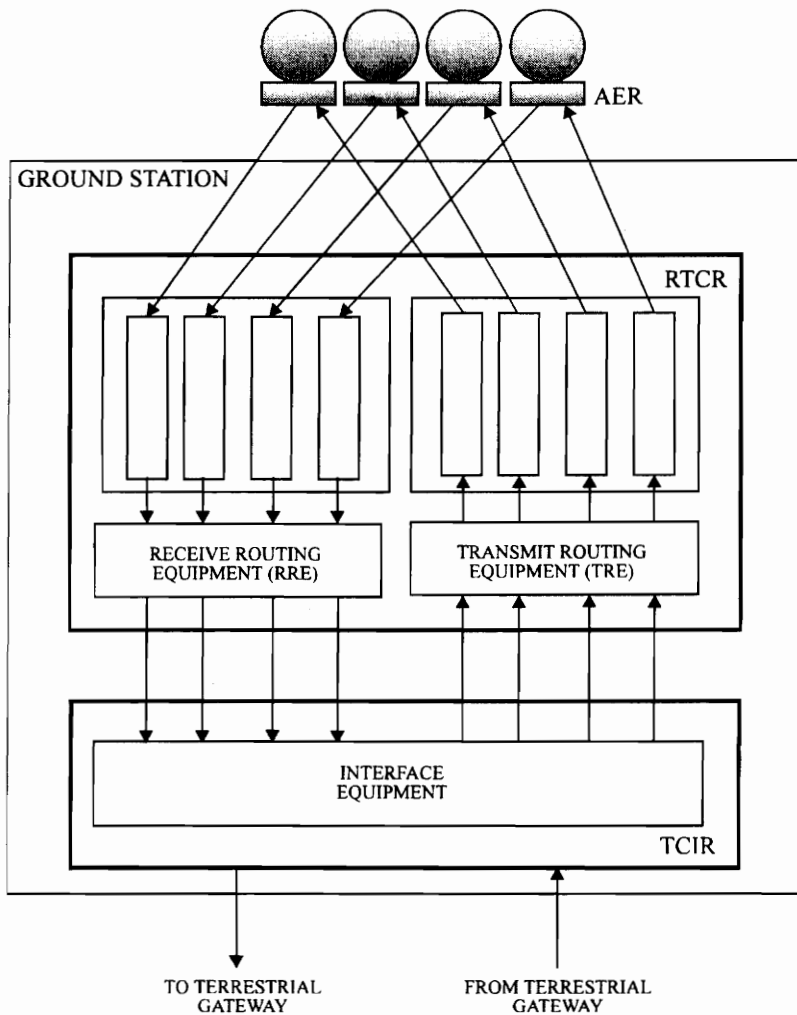 AER
GROUND STATION
RTCR
RECEIVE ROUTING
EQUIPMENT (RRE)
TRANSMIT ROUTING
EQUIPMENT (TRE)
INTERFACE
EQUIPMENT
TCIR
TO TERRESTRIAL
GATEWAY
FROM TERRESTRIAL
GATEWAY